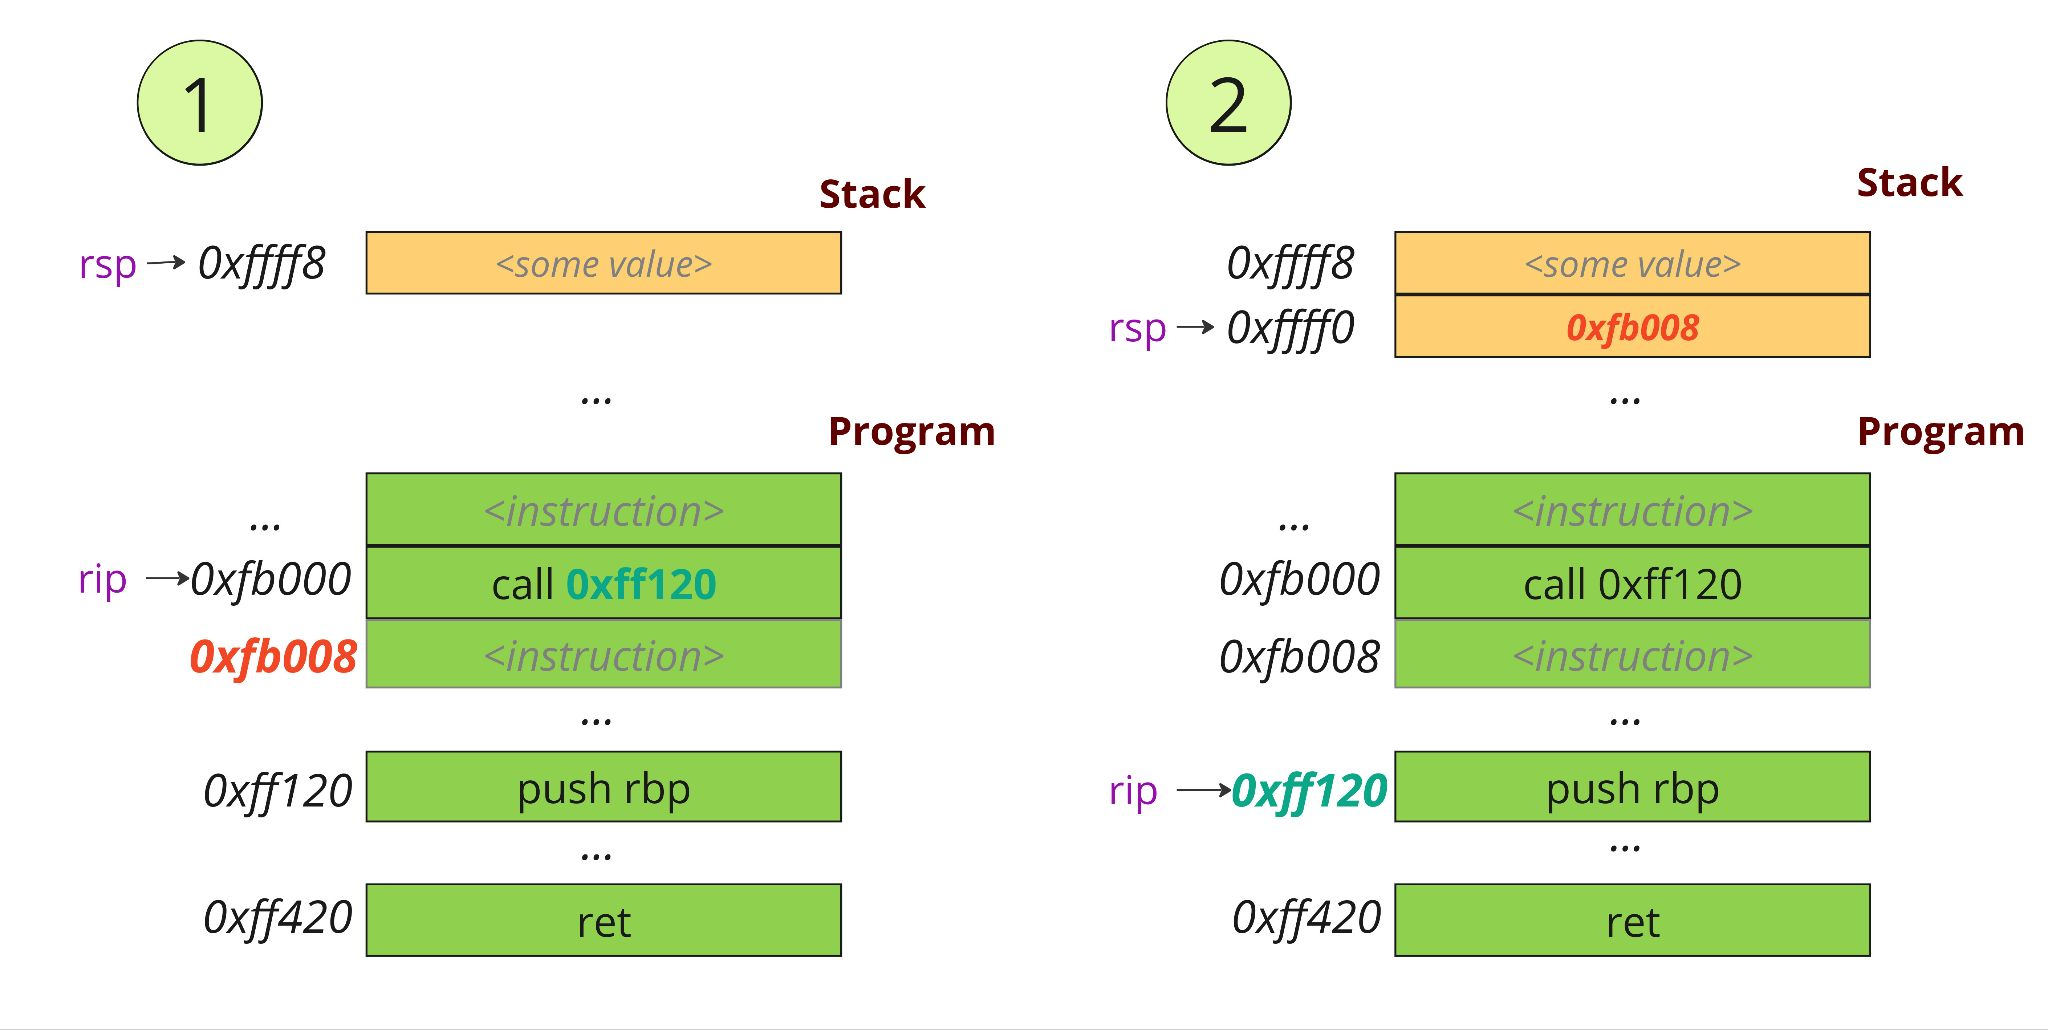 1
Stack
rsp 0xffff8 <some value>
...
Program
... <instruction>
rip 0xfb000 call 0xff120
0xfb008 <instruction>
...
0xff120 push rbp
...
0xff420 ret
2
Stack
0xffff8 <some value>
rsp 0xffff0 0xfb008
...
Program
... <instruction>
0xfb000 call 0xff120
0xfb008 <instruction>
...
rip 0xff120 push rbp
...
0xff420 ret